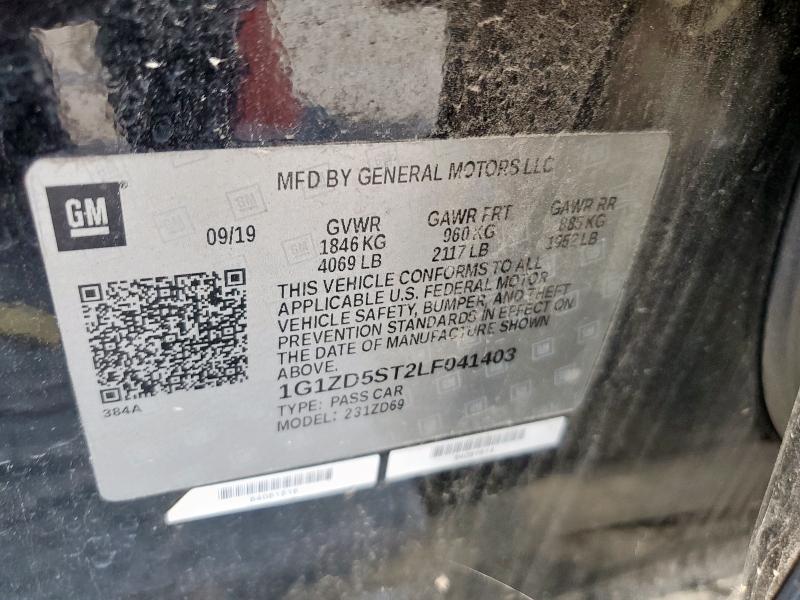 GM
MFD BY GENERAL MOTORS LLC
09/19
GVWR
1846 KG
4069 LB
GAWR FRT
960 KG
2117 LB
GAWR RR
885 KG
1952 LB
THIS VEHICLE CONFORMS TO ALL
APPLICABLE U.S. FEDERAL MOTOR
VEHICLE SAFETY, BUMPER, AND THEFT
PREVENTION STANDARDS IN EFFECT ON
THE DATE OF MANUFACTURE SHOWN
ABOVE.
1G1ZD5ST2LF041403
TYPE: PASS CAR
MODEL: 231ZD69
384A